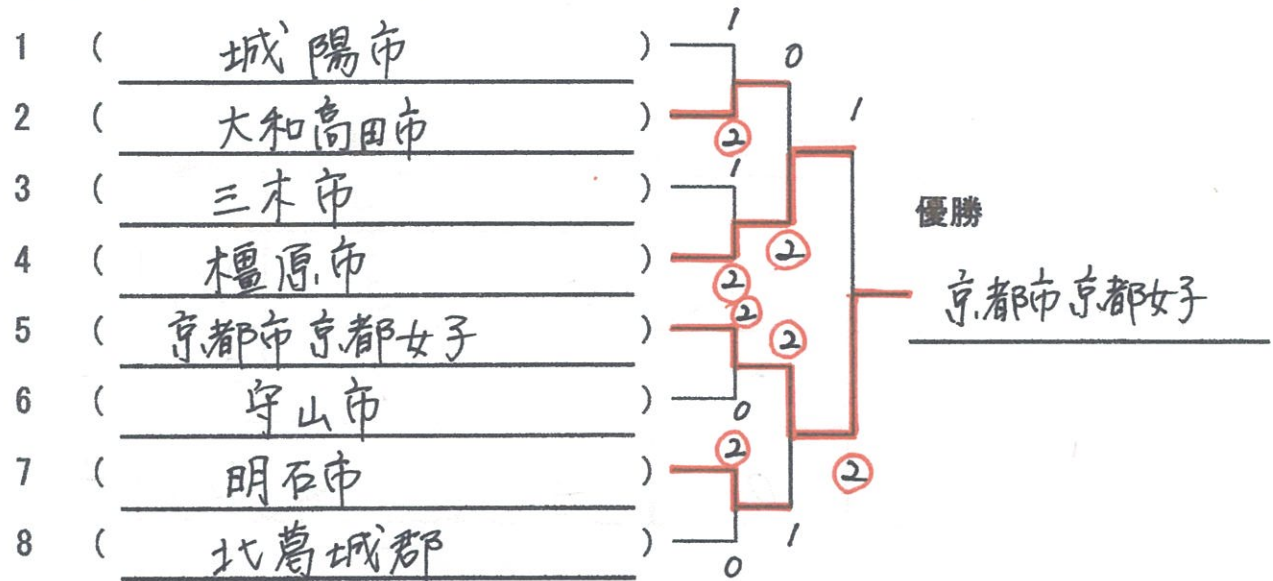 1
1 ( 城陽市 )
0
1
2 ( 大和高田市 )
②
1
3 ( 三木市 )
優勝
4 ( 橿原市 )
②
②
②
京都市京都女子
5 ( 京都市京都女子 )
②
6 ( 守山市 )
0
②
7 ( 明石市 )
②
8 ( 北葛城郡 )
1
0